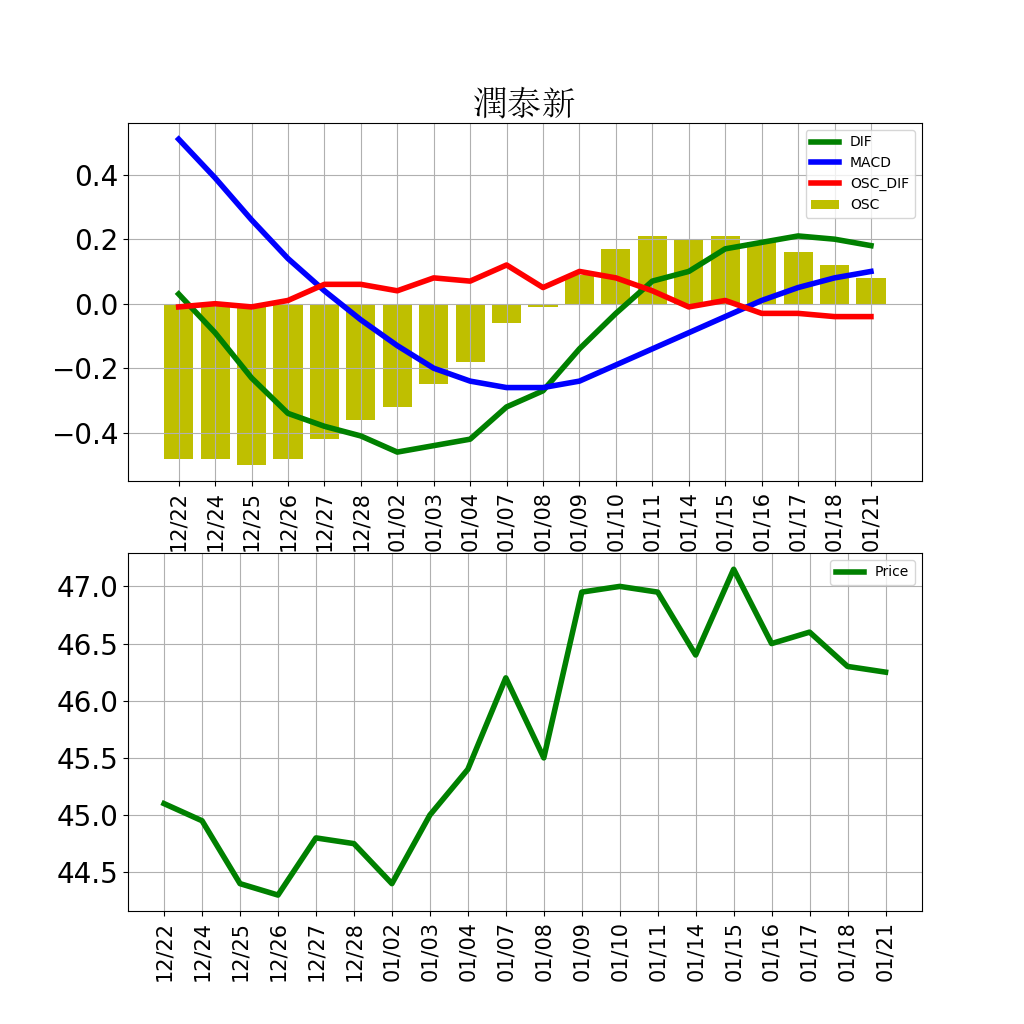 潤泰新
DIF
MACD
OSC_DIF
OSC
0.4
0.2
0.0
−0.2
−0.4
12/22 12/24 12/25 12/26 12/27 12/28 01/02 01/03 01/04 01/07 01/08 01/09 01/10 01/11 01/14 01/15 01/16 01/17 01/18 01/21
Price
47.0
46.5
46.0
45.5
45.0
44.5
12/22 12/24 12/25 12/26 12/27 12/28 01/02 01/03 01/04 01/07 01/08 01/09 01/10 01/11 01/14 01/15 01/16 01/17 01/18 01/21